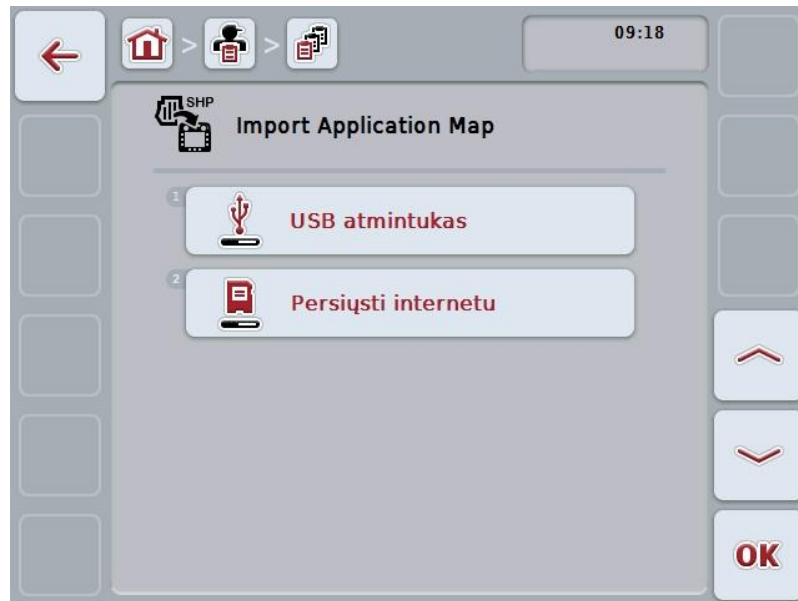 09:18
SHP
Import Application Map
1
USB atmintukas
2
Persiųsti internetu
OK